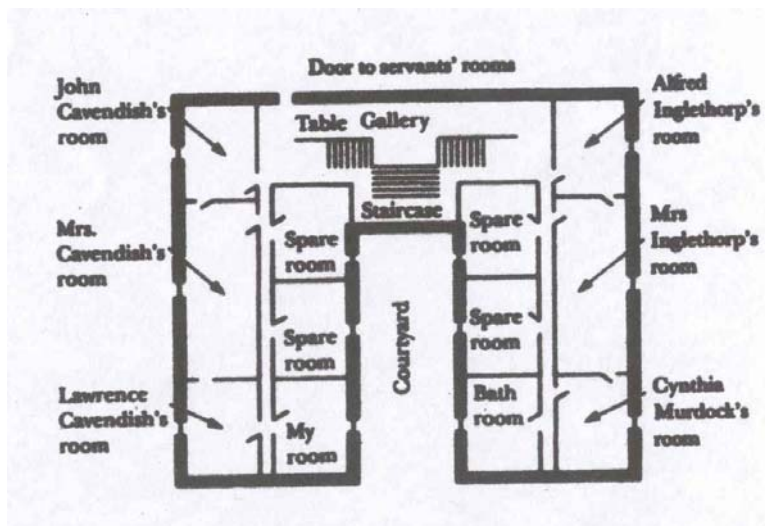 Door to servants' rooms
John
Cavendish's
room
Alfred
Inglethorp's
room
Table Gallery
Staircase
Mrs.
Cavendish's
room
Spare
room
Spare
room
Mrs
Inglethorp's
room
Spare
room
Courtyard
Spare
room
Lawrence
Cavendish's
room
My
room
Bath
room
Cynthia
Murdock's
room